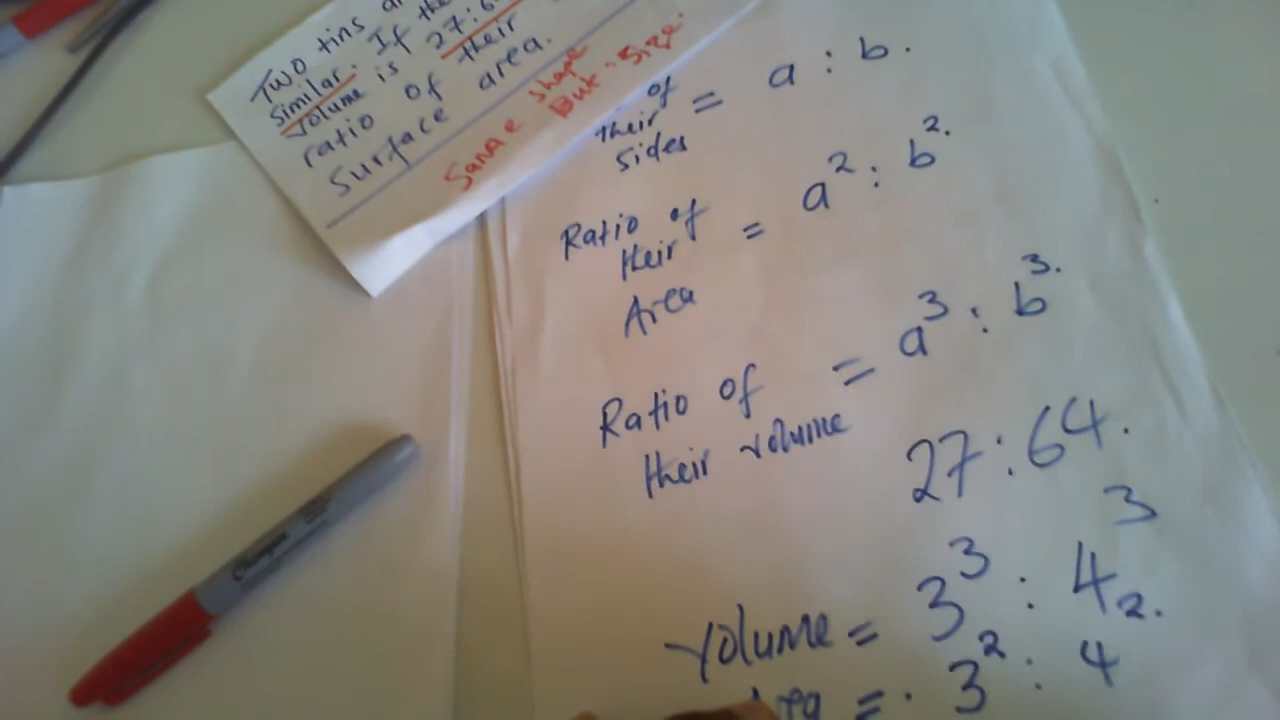 Two tins
similar. If the
volume is 27:6
ratio of their
Surface area.
Same shape
But size.
of
their
sides = a : b.
Ratio of
their
Area = a² : b².
Ratio of
their volume = a³ : b³.
27:64.
Volume = 3³ : 4³
= 3² : 4².